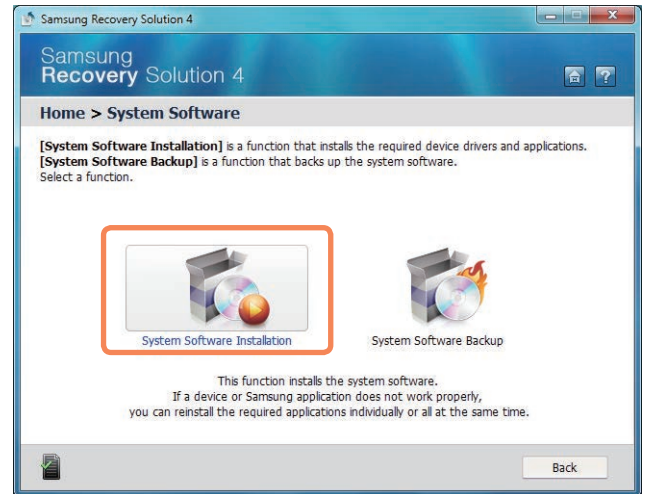 Samsung Recovery Solution 4
Samsung
Recovery Solution 4
Home > System Software
[System Software Installation] is a function that installs the required device drivers and applications.
[System Software Backup] is a function that backs up the system software.
Select a function.
System Software Installation
System Software Backup
This function installs the system software.
If a device or Samsung application does not work properly,
you can reinstall the required applications individually or all at the same time.
Back